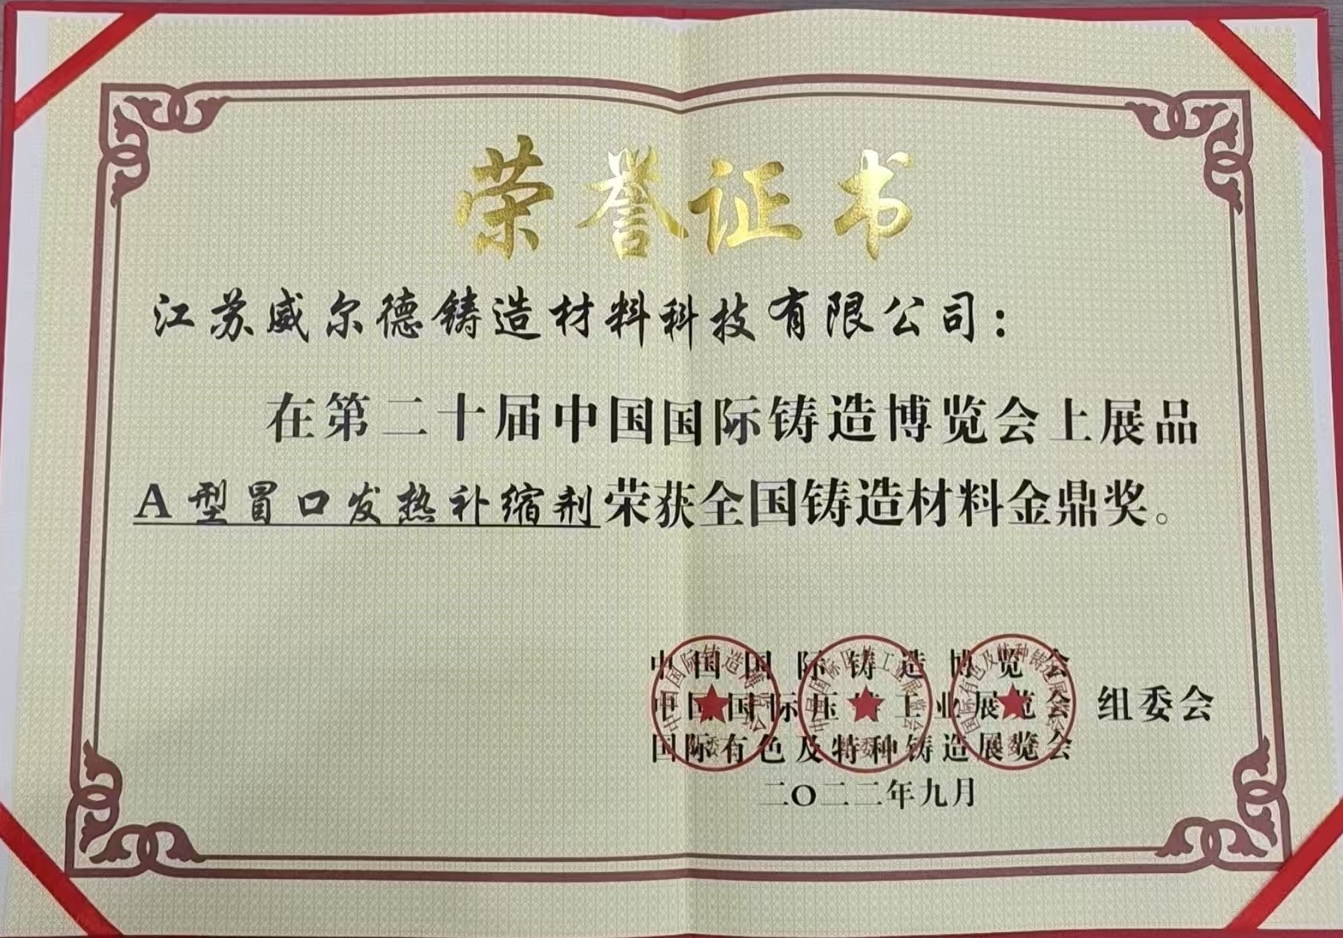 荣誉证书
江苏威尔德铸造材料科技有限公司：
在第二十届中国国际铸造博览会上展品
A型冒口发热补缩剂荣获全国铸造材料金鼎奖。
中国国际铸造博览会
中国国际压铸工业展览会 组委会
国际有色及特种铸造展览会
二〇二二年九月